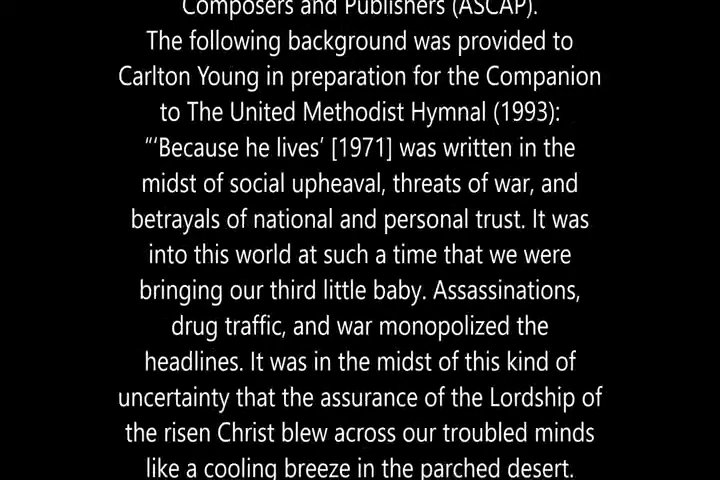 Composers and Publishers (ASCAP).
The following background was provided to
Carlton Young in preparation for the Companion
to The United Methodist Hymnal (1993):
“‘Because he lives’ [1971] was written in the
midst of social upheaval, threats of war, and
betrayals of national and personal trust. It was
into this world at such a time that we were
bringing our third little baby. Assassinations,
drug traffic, and war monopolized the
headlines. It was in the midst of this kind of
uncertainty that the assurance of the Lordship of
the risen Christ blew across our troubled minds
like a cooling breeze in the parched desert.